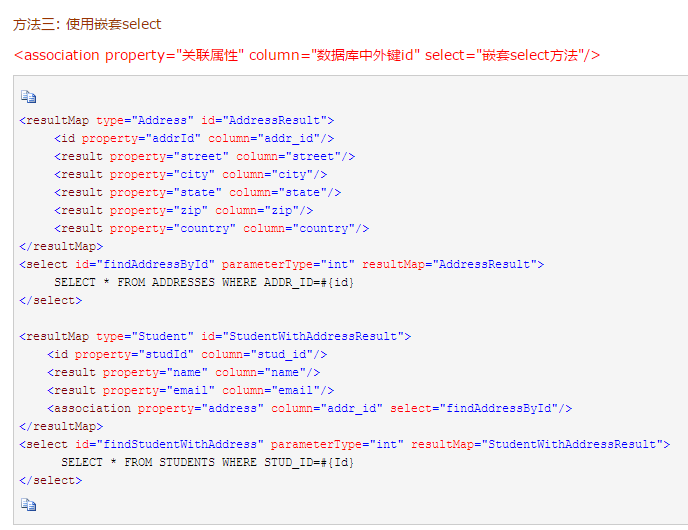 方法三: 使用嵌套select
<association property="关联属性" column="数据库中外键id" select="嵌套select方法"/>
<resultMap type="Address" id="AddressResult">
     <id property="addrId" column="addr_id"/>
     <result property="street" column="street"/>
     <result property="city" column="city"/>
     <result property="state" column="state"/>
     <result property="zip" column="zip"/>
     <result property="country" column="country"/>
</resultMap>
<select id="findAddressById" parameterType="int" resultMap="AddressResult">
     SELECT * FROM ADDRESSES WHERE ADDR_ID=#{id}
</select>

<resultMap type="Student" id="StudentWithAddressResult">
    <id property="studId" column="stud_id"/>
    <result property="name" column="name"/>
    <result property="email" column="email"/>
    <association property="address" column="addr_id" select="findAddressById"/>
</resultMap>
<select id="findStudentWithAddress" parameterType="int" resultMap="StudentWithAddressResult">
      SELECT * FROM STUDENTS WHERE STUD_ID=#{Id}
</select>